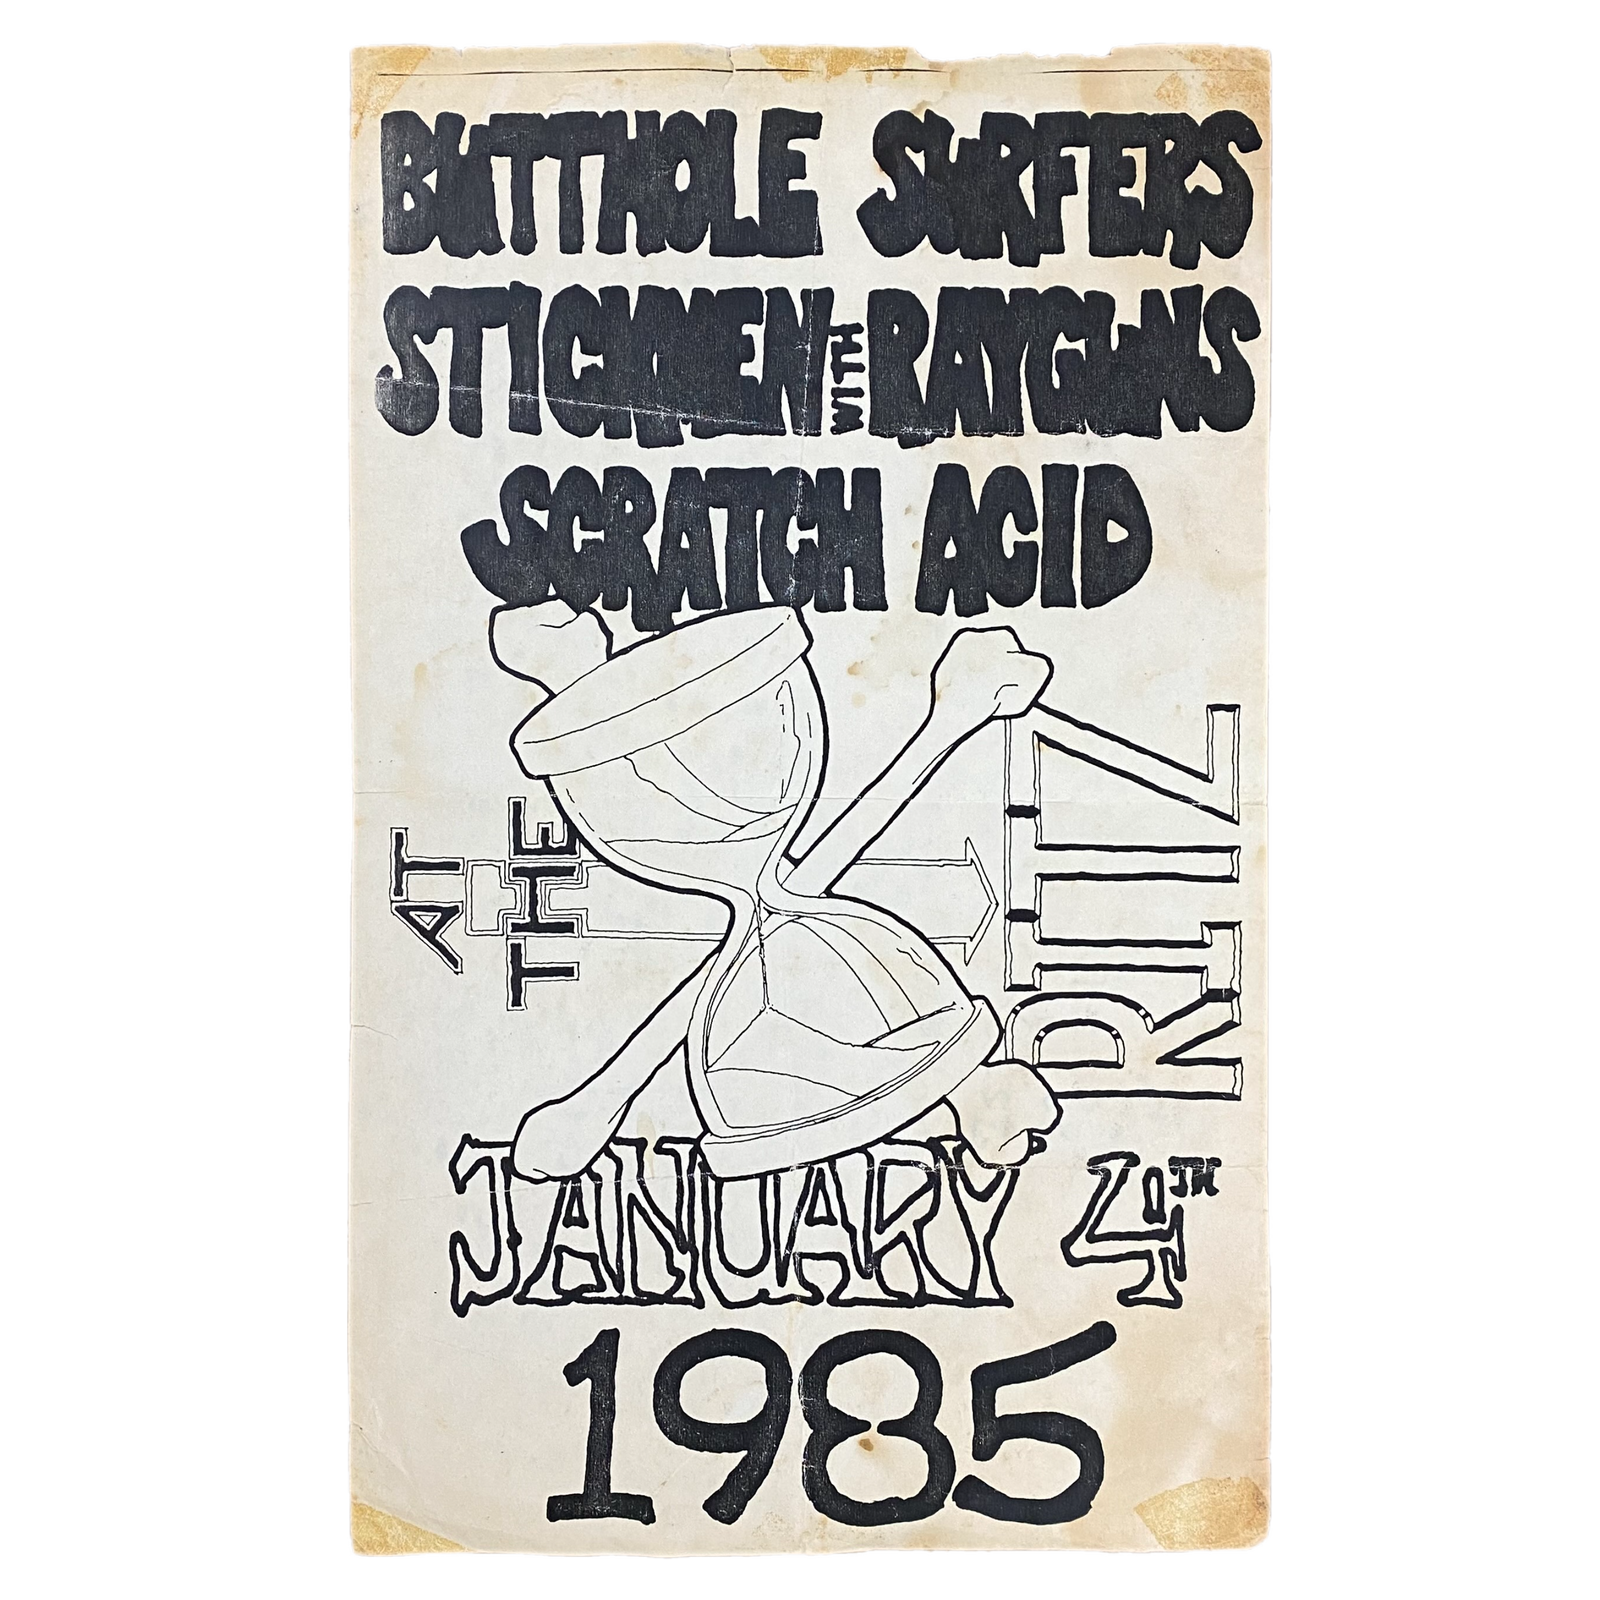 BUTTHOLE SURFERS
STICKMEN WITH RAYGUNS
SCRATCH ACID
AT
THE
RITZ
JANUARY 4TH
1985